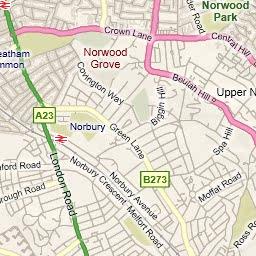 Norwood
Park
Crown Lane
Central Hill
eatham
mmon
Norwood
Grove
Covington Way
Beulah Hill
Upper N
A23
Biggin Hill
Norbury
Green Lane
Spa Hill
ford Road
London Road
Norbury Crescent
B273
Moffat Road
orough Road
Norbury Avenue
Melfort Road
Ross Ro